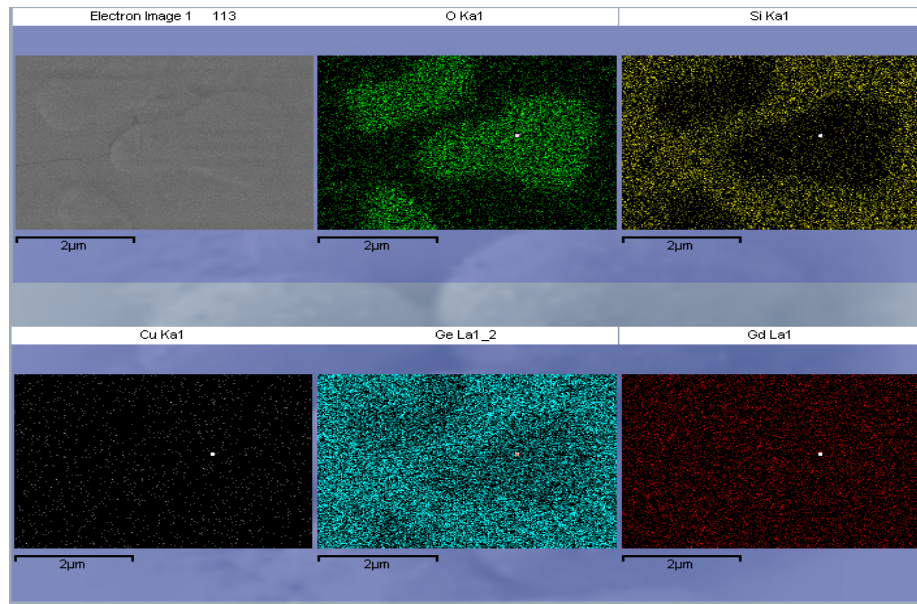 Electron Image 1 113
O Ka1
Si Ka1
2µm
2µm
2µm
Cu Ka1
Ge La1_2
Gd La1
2µm
2µm
2µm